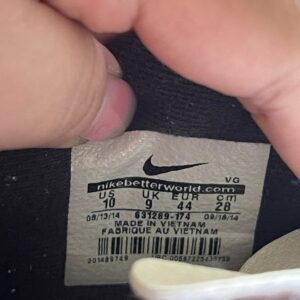 VG
nikebetterworld.com
US UK EUR cm
10 9 44 28
08/13/14 631289-174 09/18/14
MADE IN VIETNAM
FABRIQUE AU VIETNAM